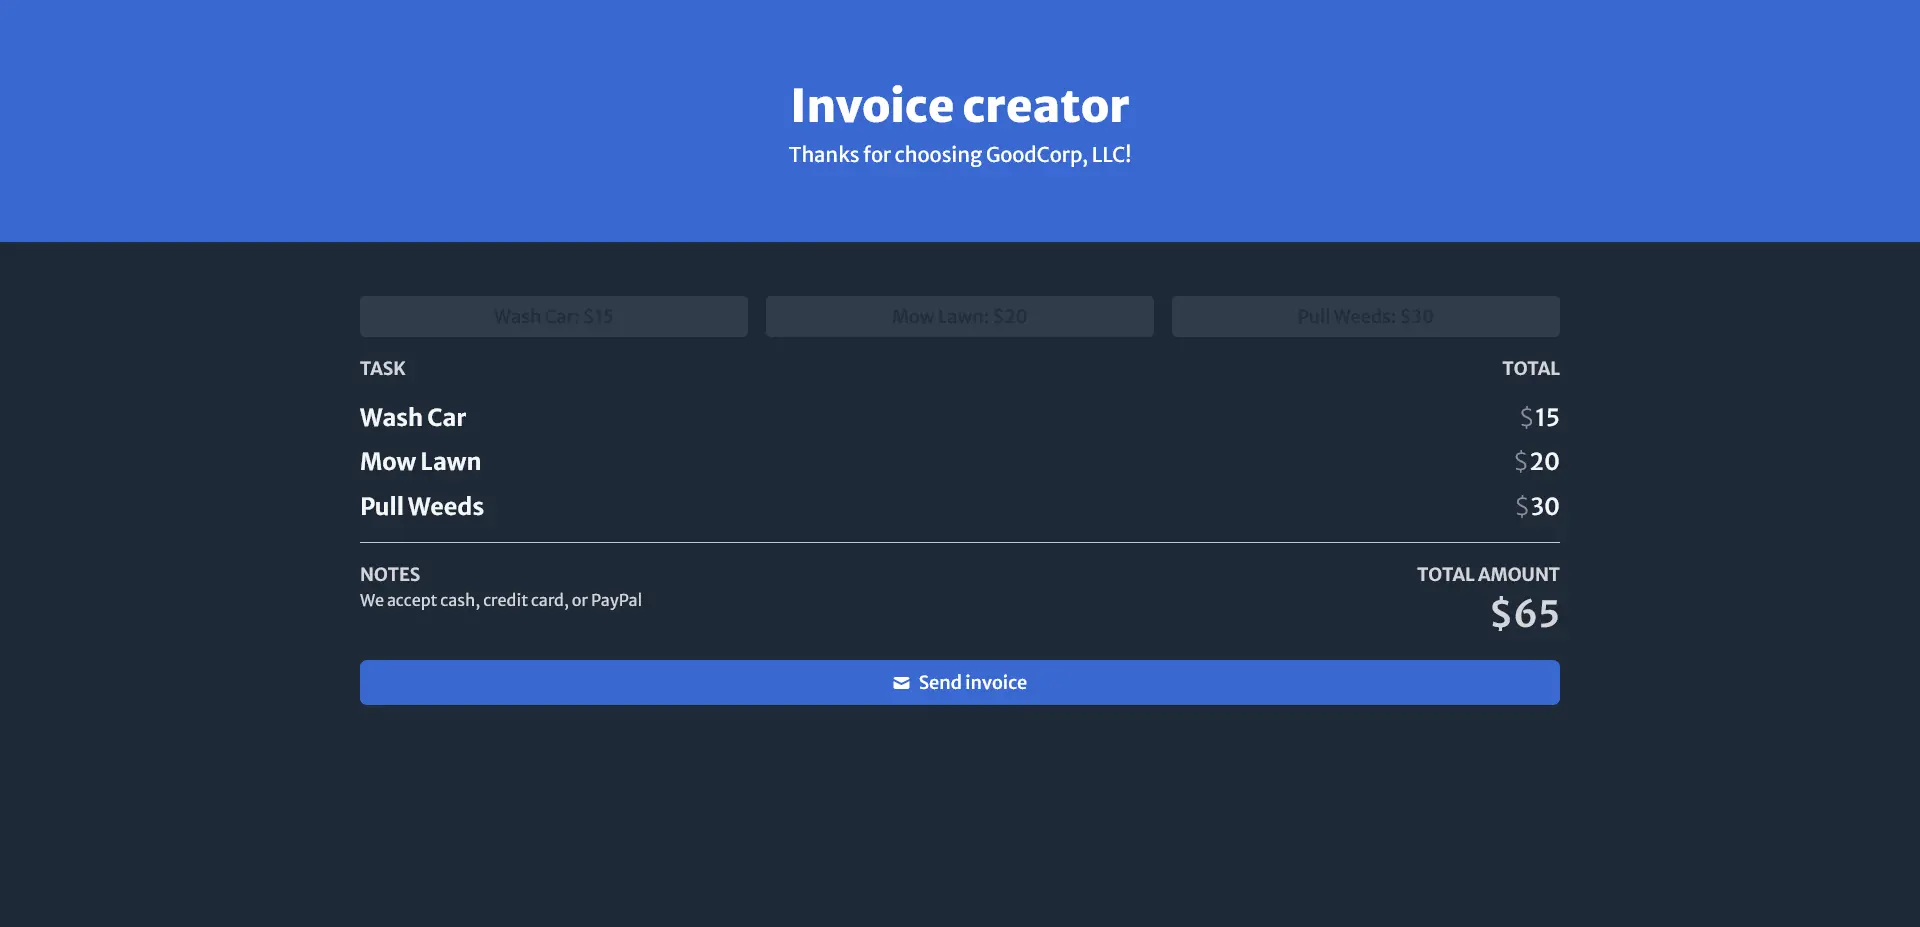 Invoice creator
Thanks for choosing GoodCorp, LLC!
Wash Car: $15
Mow Lawn: $20
Pull Weeds: $30
TASK
TOTAL
Wash Car
$15
Mow Lawn
$20
Pull Weeds
$30
NOTES
TOTAL AMOUNT
We accept cash, credit card, or PayPal
$65
Send invoice